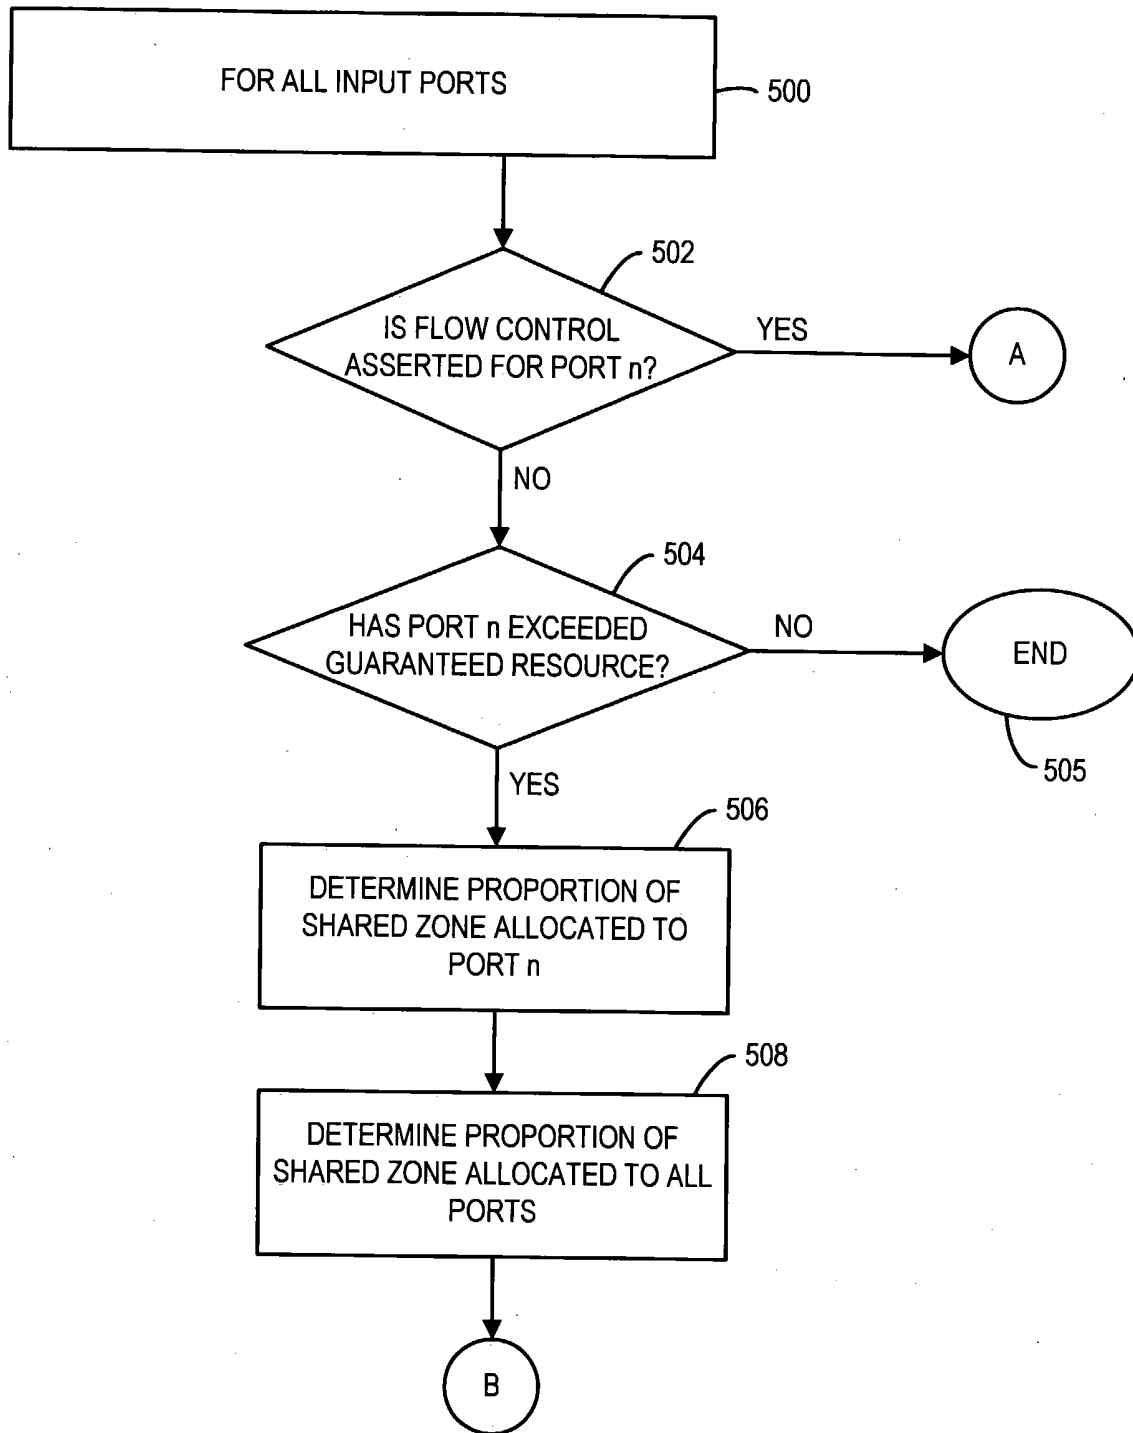 FOR ALL INPUT PORTS
500
502
IS FLOW CONTROL
ASSERTED FOR PORT n?
YES
A
NO
504
HAS PORT n EXCEEDED
GUARANTEED RESOURCE?
NO
END
505
YES
506
DETERMINE PROPORTION OF
SHARED ZONE ALLOCATED TO
PORT n
508
DETERMINE PROPORTION OF
SHARED ZONE ALLOCATED TO ALL
PORTS
B